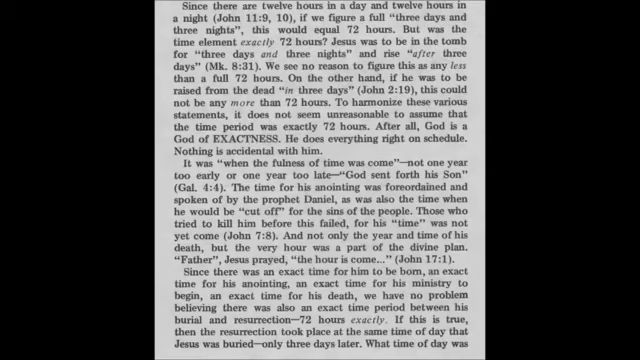 Since there are twelve hours in a day and twelve hours in
a night (John 11:9, 10), if we figure a full "three days and
three nights", this would equal 72 hours. But was the
time element exactly 72 hours? Jesus was to be in the tomb
for "three days and three nights" and rise "after three
days" (Mk. 8:31). We see no reason to figure this as any less
than a full 72 hours. On the other hand, if he was to be
raised from the dead "in three days" (John 2:19), this could
not be any more than 72 hours. To harmonize these various
statements, it does not seem unreasonable to assume that
the time period was exactly 72 hours. After all, God is a
God of EXACTNESS. He does everything right on schedule.
Nothing is accidental with him.
It was "when the fulness of time was come"—not one year
too early or one year too late—"God sent forth his Son"
(Gal. 4:4). The time for his anointing was foreordained and
spoken of by the prophet Daniel, as was also the time when
he would be "cut off" for the sins of the people. Those who
tried to kill him before this failed, for his "time" was not
yet come (John 7:8). And not only the year and time of his
death, but the very hour was a part of the divine plan.
"Father", Jesus prayed, "the hour is come..." (John 17:1).
Since there was an exact time for him to be born, an exact
time for his anointing, an exact time for his ministry to
begin, an exact time for his death, we have no problem
believing there was also an exact time period between his
burial and resurrection—72 hours exactly. If this is true,
then the resurrection took place at the same time of day that
Jesus was buried—only three days later. What time of day was